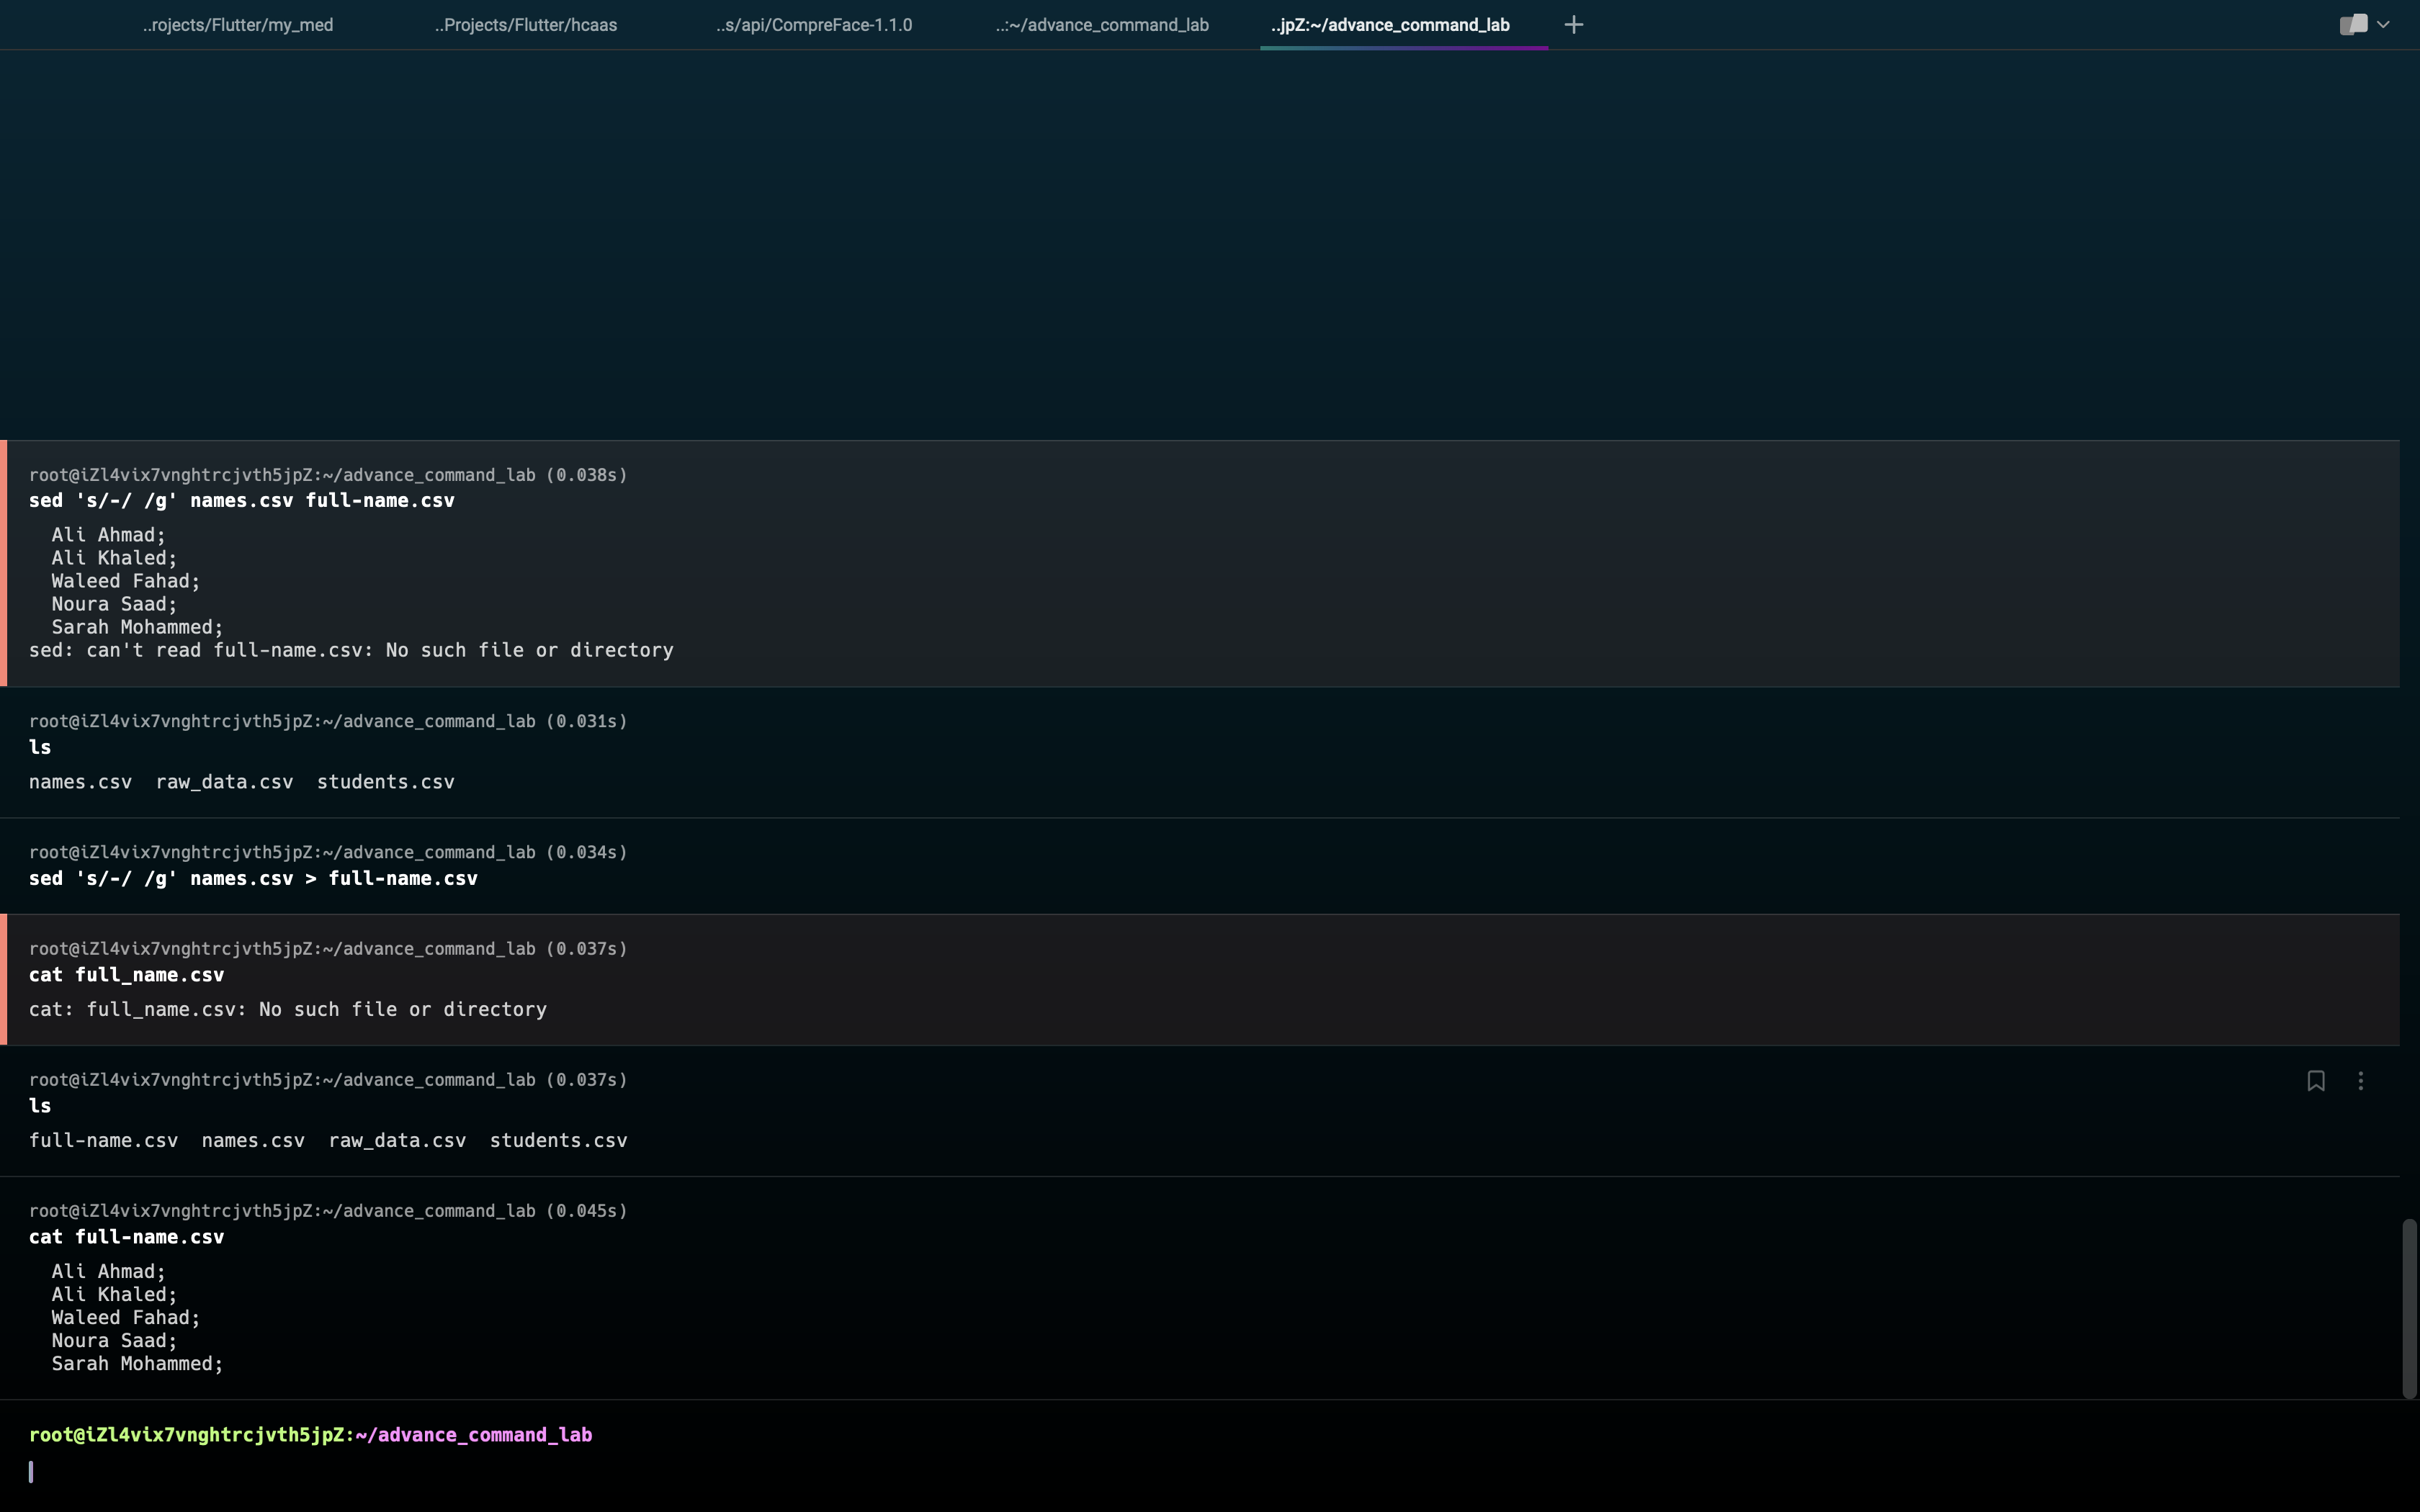 ..rojects/Flutter/my_med ..Projects/Flutter/hcaas ..s/api/CompreFace-1.1.0 ..:~/advance_command_lab ..jpZ:~/advance_command_lab +
root@iZl4vix7vnghtrcjvth5jpZ:~/advance_command_lab (0.038s)
sed 's/-/ /g' names.csv full-name.csv
Ali Ahmad;
Ali Khaled;
Waleed Fahad;
Noura Saad;
Sarah Mohammed;
sed: can't read full-name.csv: No such file or directory
root@iZl4vix7vnghtrcjvth5jpZ:~/advance_command_lab (0.031s)
ls
names.csv raw_data.csv students.csv
root@iZl4vix7vnghtrcjvth5jpZ:~/advance_command_lab (0.034s)
sed 's/-/ /g' names.csv > full-name.csv
root@iZl4vix7vnghtrcjvth5jpZ:~/advance_command_lab (0.037s)
cat full_name.csv
cat: full_name.csv: No such file or directory
root@iZl4vix7vnghtrcjvth5jpZ:~/advance_command_lab (0.037s)
ls
full-name.csv names.csv raw_data.csv students.csv
root@iZl4vix7vnghtrcjvth5jpZ:~/advance_command_lab (0.045s)
cat full-name.csv
Ali Ahmad;
Ali Khaled;
Waleed Fahad;
Noura Saad;
Sarah Mohammed;
root@iZl4vix7vnghtrcjvth5jpZ:~/advance_command_lab